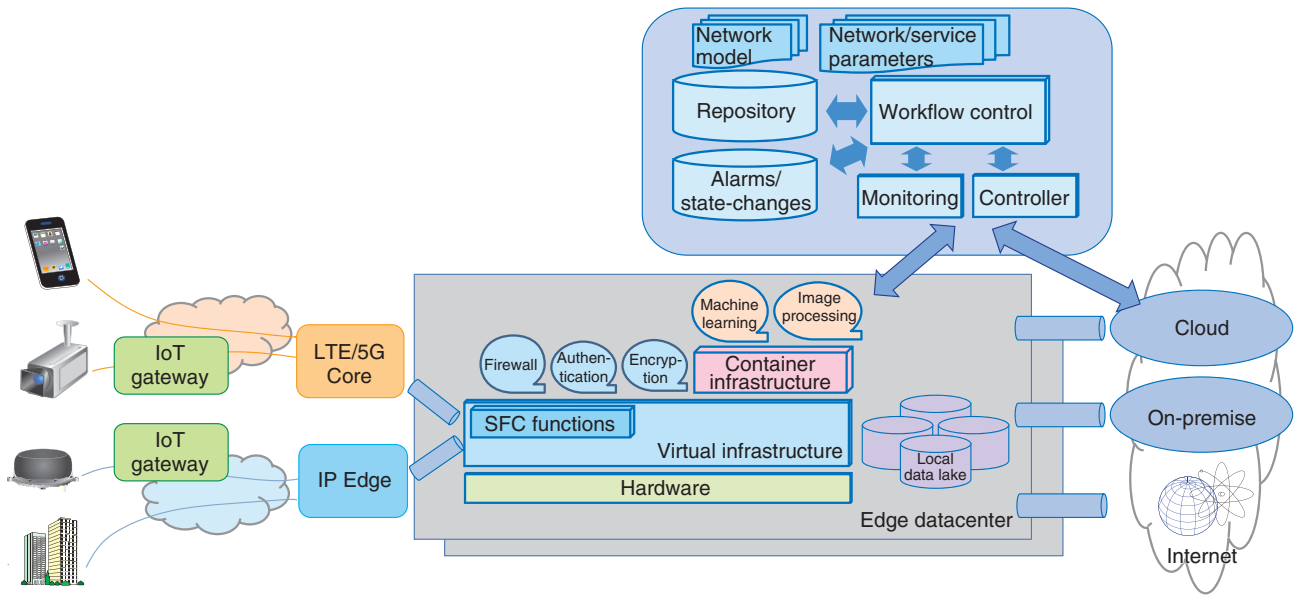 Network
model
Network/service
parameters
Repository
Workflow control
Alarms/
state-changes
Monitoring
Controller
IoT
gateway
LTE/5G
Core
IoT
gateway
IP Edge
Machine
learning
Image
processing
Firewall
Authen-
tication
Encryp-
tion
Container
infrastructure
SFC functions
Virtual infrastructure
Hardware
Local
data lake
Edge datacenter
Cloud
On-premise
Internet